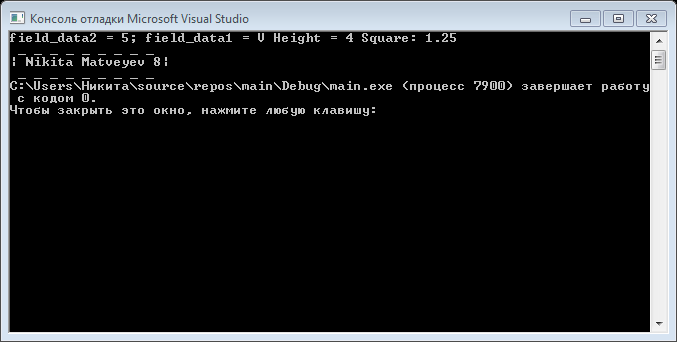 Консоль отладки Microsoft Visual Studio
field_data2 = 5; field_data1 = V Height = 4 Square: 1.25
_ _ _ _ _ _ _ _ _
¦ Nikita Matveyev 8¦
_ _ _ _ _ _ _ _ _
C:\Users\Никита\source\repos\main\Debug\main.exe (процесс 7900) завершает работу
с кодом 0.
Чтобы закрыть это окно, нажмите любую клавишу: